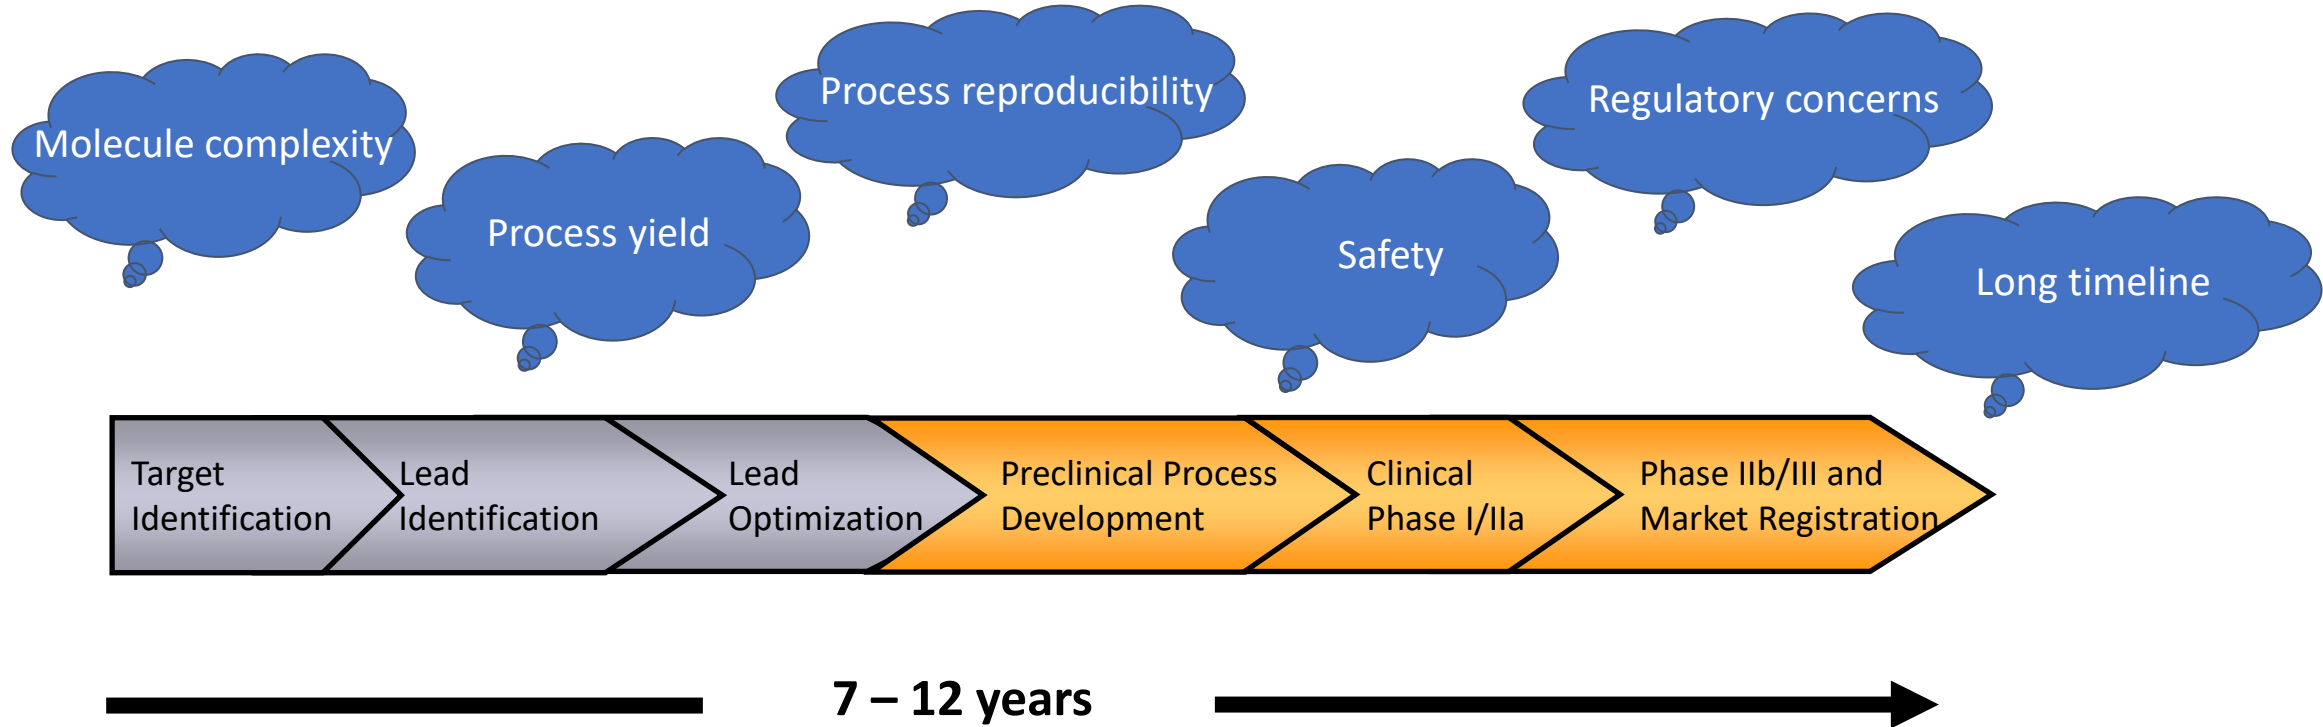 Molecule complexity
Process yield
Process reproducibility
Safety
Regulatory concerns
Long timeline
Target
Identification
Lead
Identification
Lead
Optimization
Preclinical Process
Development
Clinical
Phase I/IIa
Phase IIb/III and
Market Registration
7 – 12 years